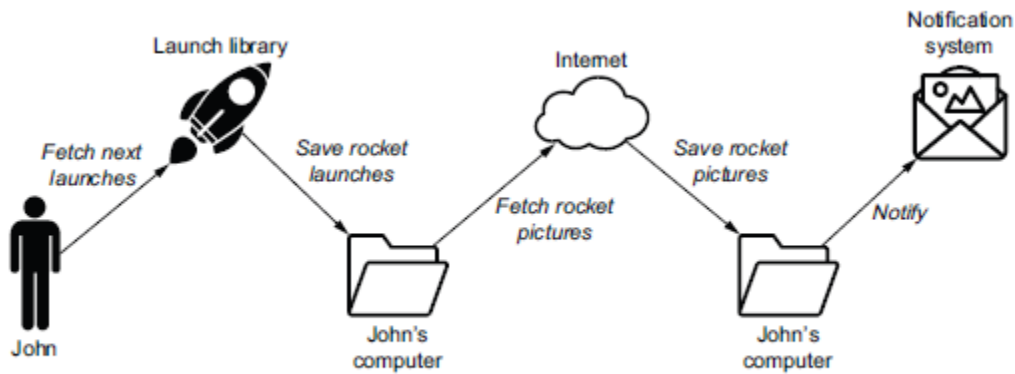 Launch library
Fetch next
launches
John
Save rocket
launches
John's
computer
Internet
Fetch rocket
pictures
Save rocket
pictures
John's
computer
Notify
Notification
system